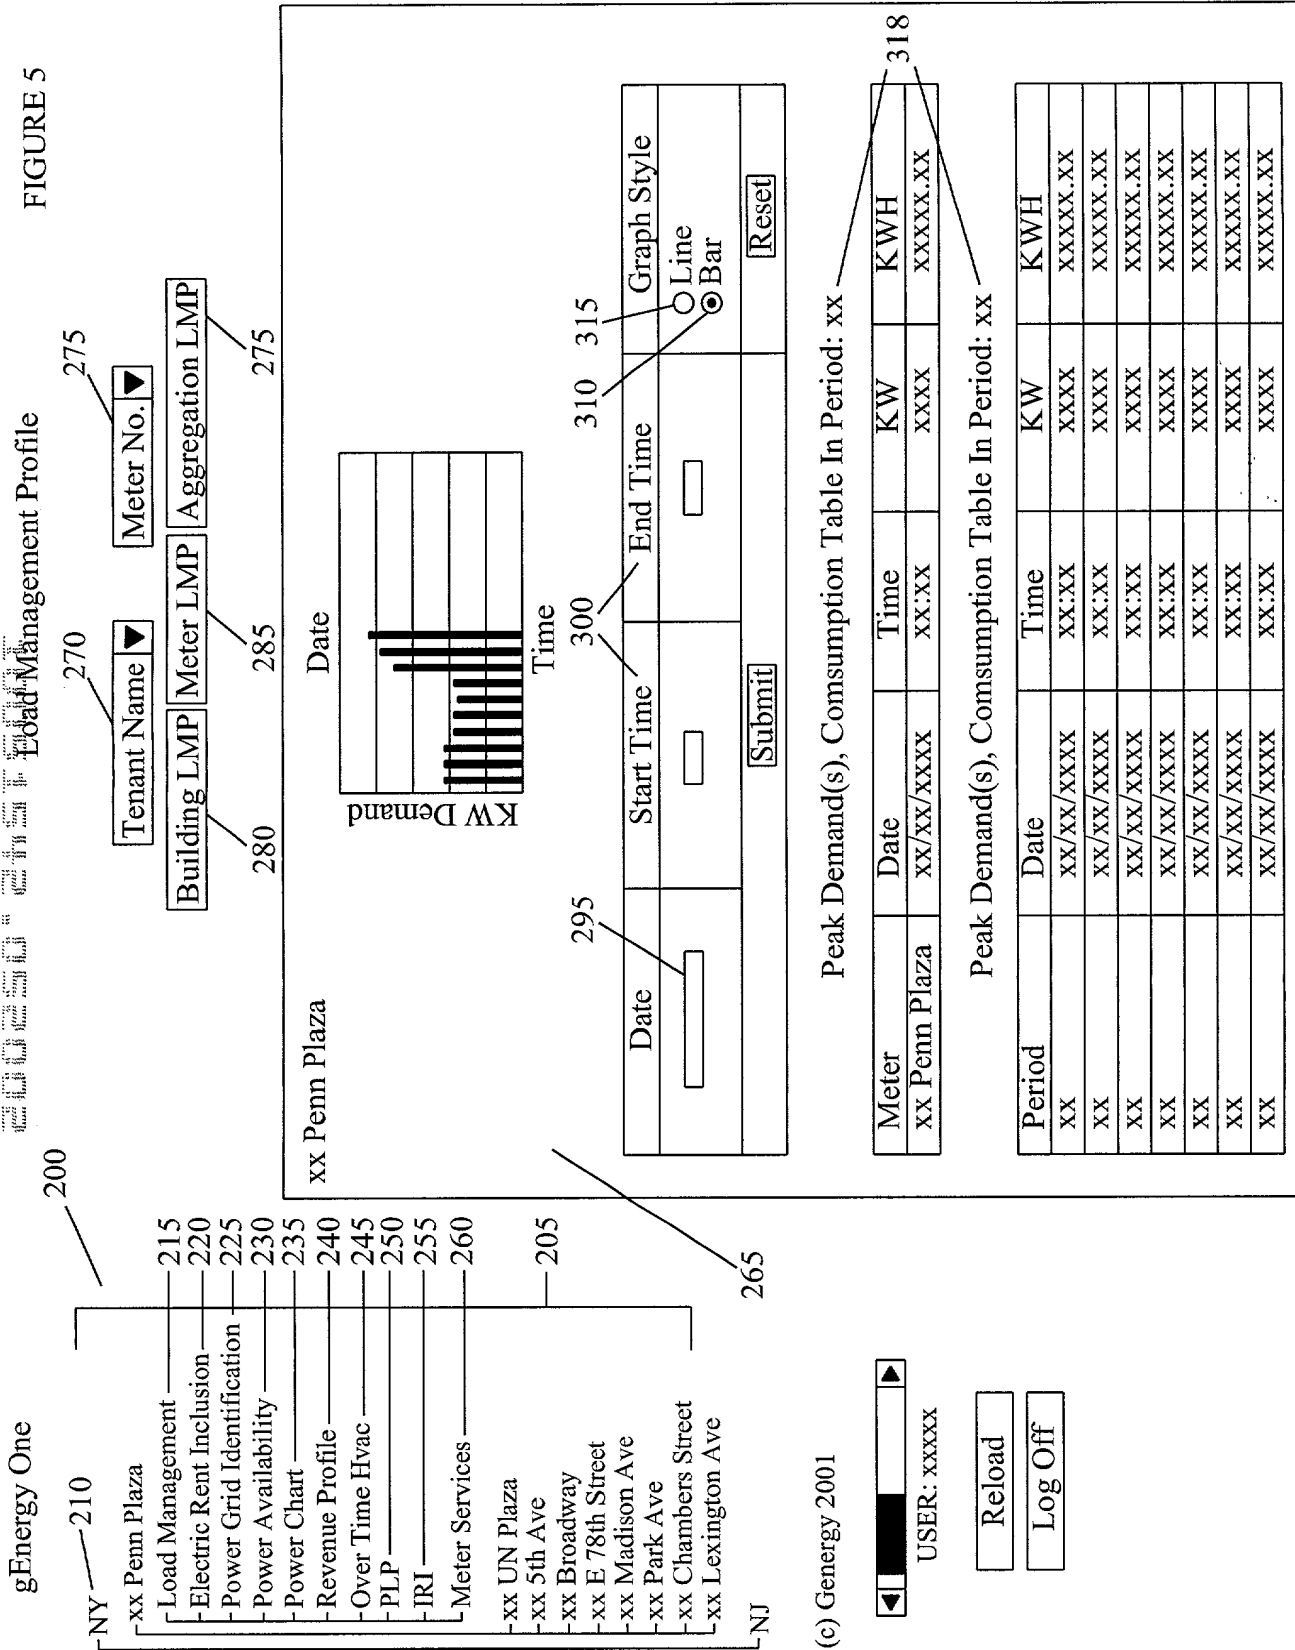 FIGURE 5
gEnergy One
Load Management Profile
200
NY
210
xx Penn Plaza
Load Management
215
Electric Rent Inclusion
220
Power Grid Identification
225
Power Availability
230
Power Chart
235
Revenue Profile
240
Over Time Hvac
245
PLP
250
IRI
255
Meter Services
260
xx UN Plaza
205
xx 5th Ave
xx Broadway
xx E 78th Street
xx Madison Ave
xx Park Ave
xx Chambers Street
xx Lexington Ave
NJ
265
(c) Genergy 2001
USER: xxxxx
Reload
Log Off
270
275
Tenant Name
Meter No.
Building LMP
Meter LMP
Aggregation LMP
280
285
275
xx Penn Plaza
Date
KW Demand
Time
295
300
310
315
Date
Start Time
End Time
Graph Style
Line
Bar
Submit
Reset
Peak Demand(s), Comsumption Table In Period: xx
318
Meter Date Time KW KWH
xx Penn Plaza xx/xx/xxxx xx:xx xxxx xxxxx.xx
Peak Demand(s), Comsumption Table In Period: xx
Period Date Time KW KWH
xx xx/xx/xxxx xx:xx xxxx xxxxx.xx
xx xx/xx/xxxx xx:xx xxxx xxxxx.xx
xx xx/xx/xxxx xx:xx xxxx xxxxx.xx
xx xx/xx/xxxx xx:xx xxxx xxxxx.xx
xx xx/xx/xxxx xx:xx xxxx xxxxx.xx
xx xx/xx/xxxx xx:xx xxxx xxxxx.xx
xx xx/xx/xxxx xx:xx xxxx xxxxx.xx